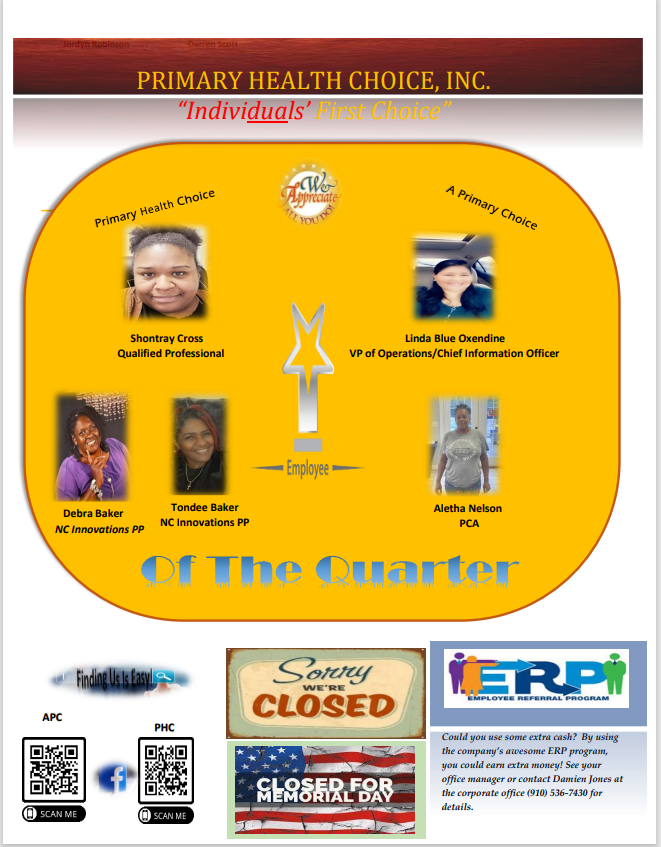 Jordyn Robinson Darren Scott
PRIMARY HEALTH CHOICE, INC.
“Individuals’ First Choice”
We
Appreciate
ALL YOU DO!
Primary Health Choice
A Primary Choice
Shontray Cross
Qualified Professional
Linda Blue Oxendine
VP of Operations/Chief Information Officer
Debra Baker
NC Innovations PP
Tondee Baker
NC Innovations PP
Employee
Aletha Nelson
PCA
Of The Quarter
Finding Us Is Easy!
APC
PHC
SCAN ME
f
SCAN ME
Sorry
WE'RE
CLOSED
CLOSED FOR
MEMORIAL DAY
ERP
EMPLOYEE REFERRAL PROGRAM
Could you use some extra cash? By using
the company's awesome ERP program,
you could earn extra money! See your
office manager or contact Damien Jones at
the corporate office (910) 536-7430 for
details.